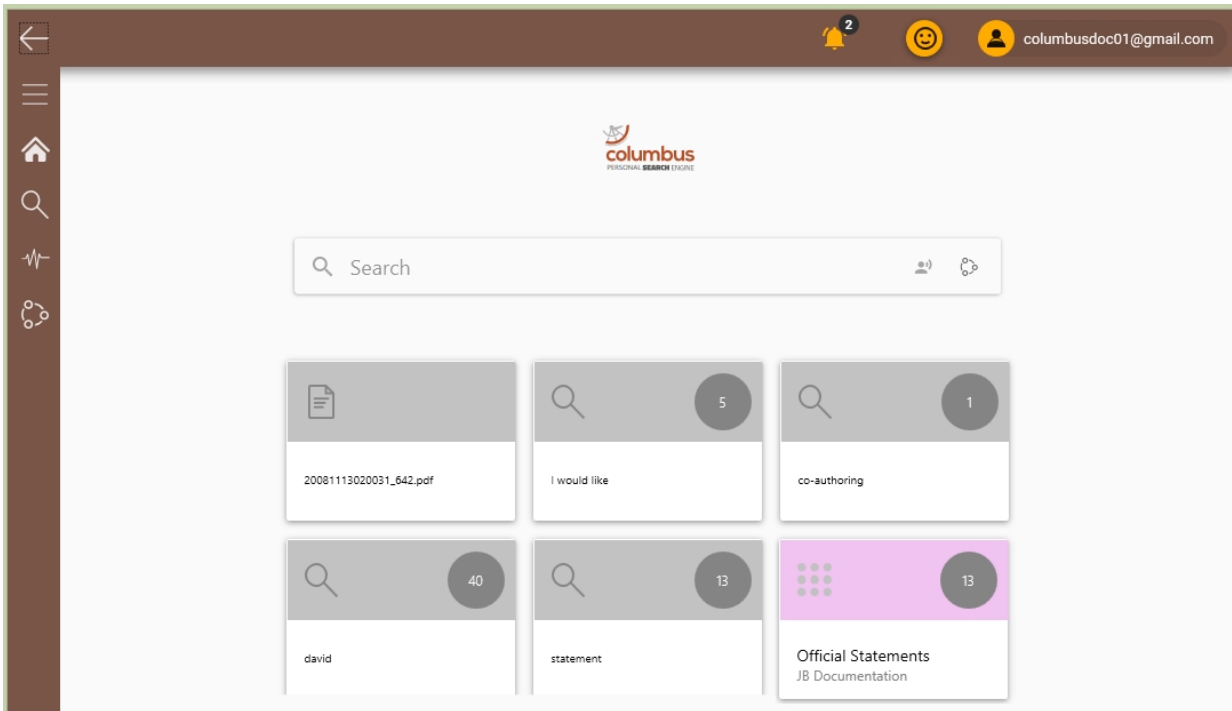 2
columbusdoc01@gmail.com
columbus
PERSONAL SEARCH ENGINE
Search
5
1
20081113020031_642.pdf
I would like
co-authoring
40
13
13
david
statement
Official Statements
JB Documentation